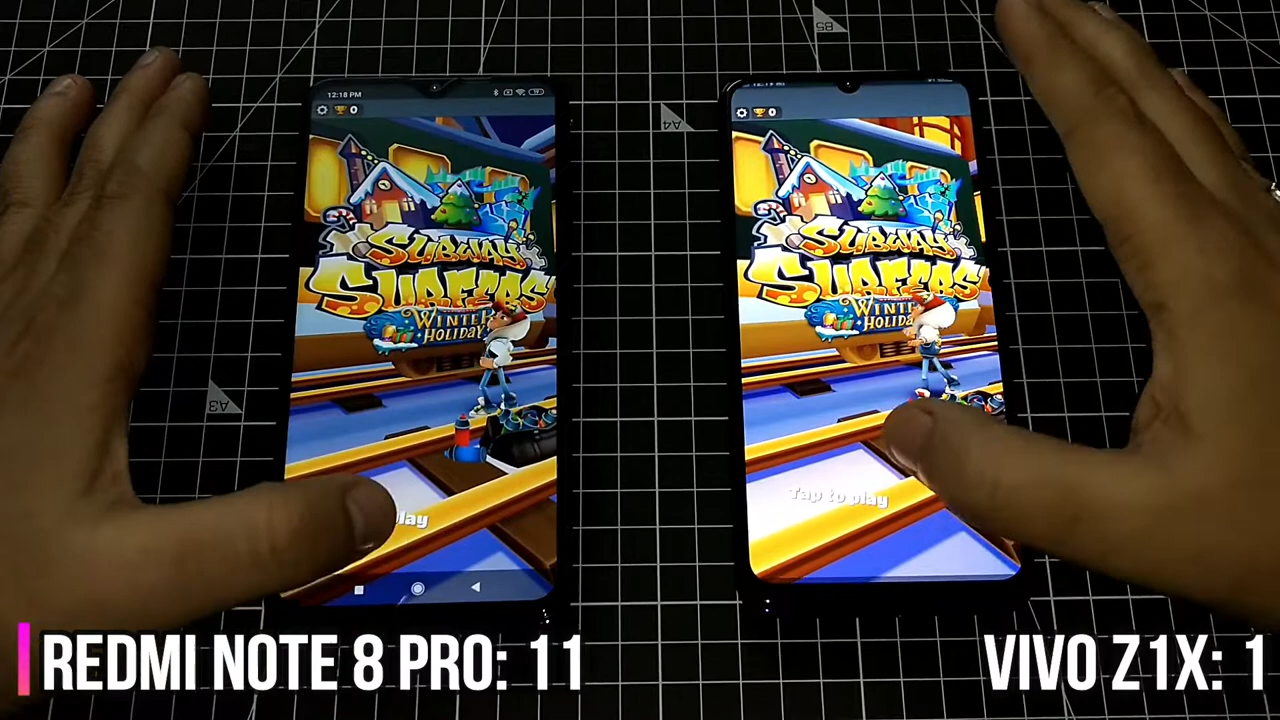 B5
A4
A3
12:18 PM
0
SUBWAY
SURFERS
WINTER
HOLIDAY
lay
0
SUBWAY
SURFERS
WINTER
HOLIDA
Tap to play
REDMI NOTE 8 PRO: 11
VIVO Z1X: 1